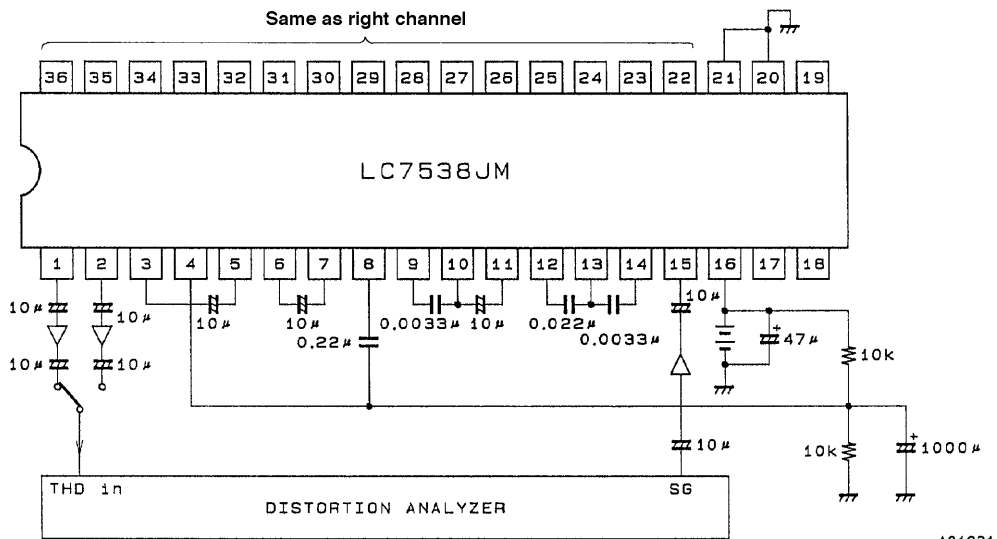 Same as right channel
36 35 34 33 32 31 30 29 28 27 26 25 24 23 22 21 20 19
LC7538JM
1 2 3 4 5 6 7 8 9 10 11 12 13 14 15 16 17 18
10μ 10μ 10μ 10μ 0.0033μ 10μ 0.022μ 10μ + 47μ
0.22μ 0.0033μ 10k
10μ 10μ
10μ 10k + 1000μ
THD in SG
DISTORTION ANALYZER